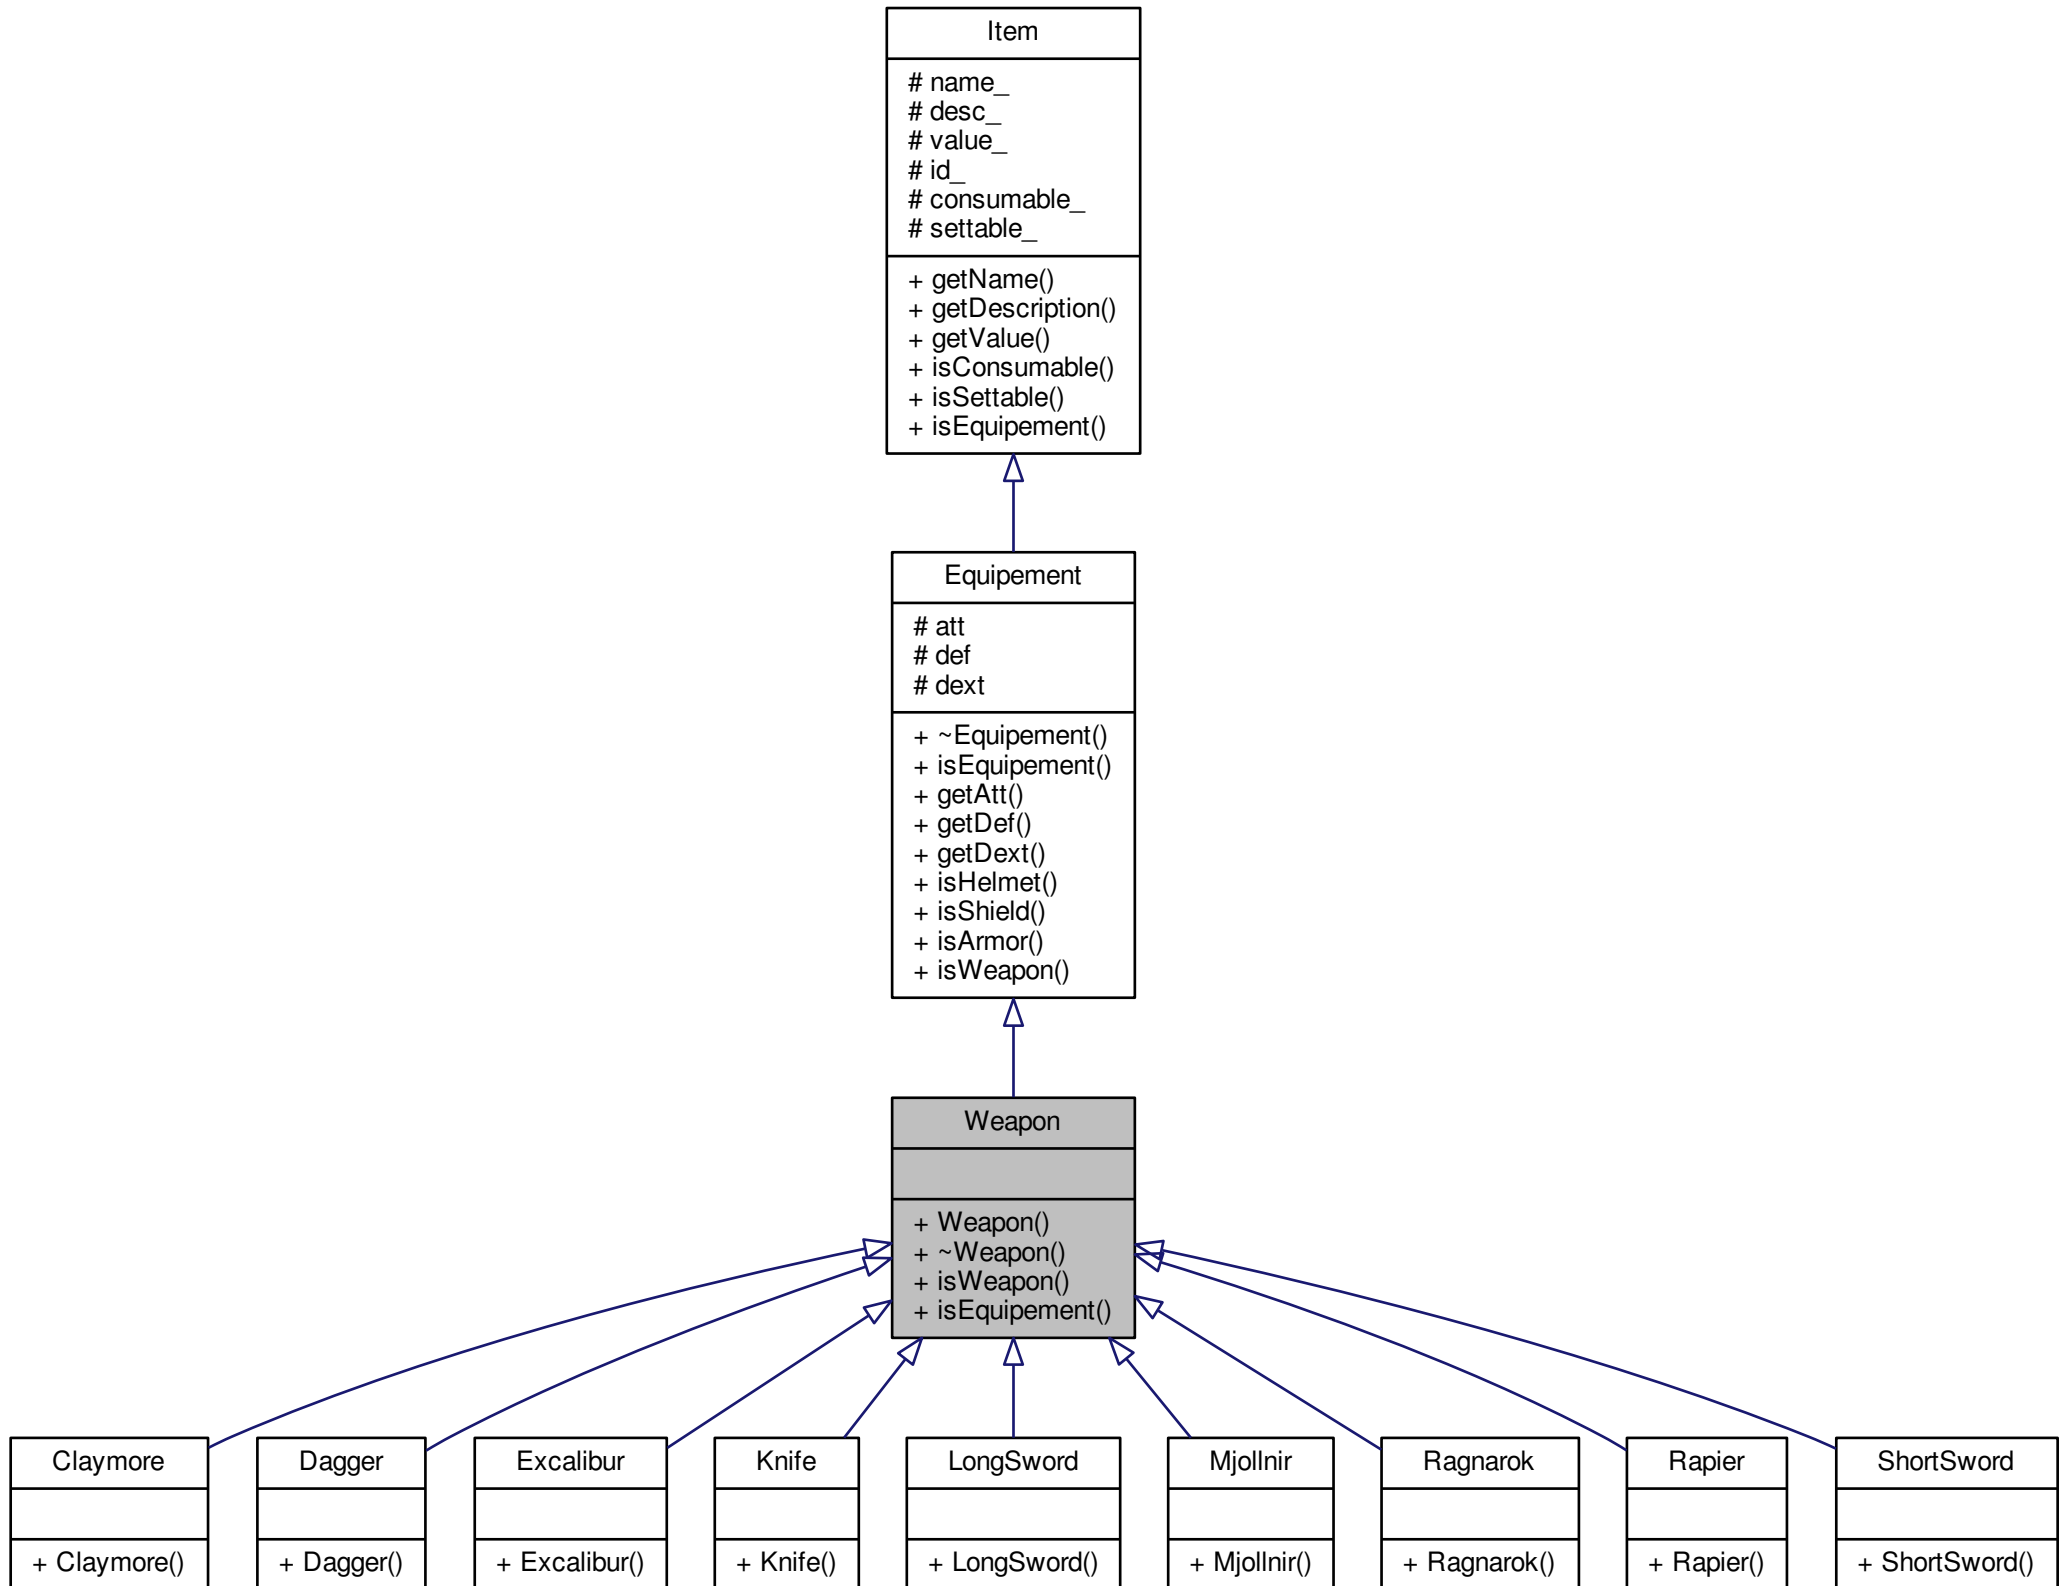 Item
# name_
# desc_
# value_
# id_
# consumable_
# settable_
+ getName()
+ getDescription()
+ getValue()
+ isConsumable()
+ isSettable()
+ isEquipement()
Equipement
# att
# def
# dext
+ ~Equipement()
+ isEquipement()
+ getAtt()
+ getDef()
+ getDext()
+ isHelmet()
+ isShield()
+ isArmor()
+ isWeapon()
Weapon
+ Weapon()
+ ~Weapon()
+ isWeapon()
+ isEquipement()
Claymore
+ Claymore()
Dagger
+ Dagger()
Excalibur
+ Excalibur()
Knife
+ Knife()
LongSword
+ LongSword()
Mjollnir
+ Mjollnir()
Ragnarok
+ Ragnarok()
Rapier
+ Rapier()
ShortSword
+ ShortSword()